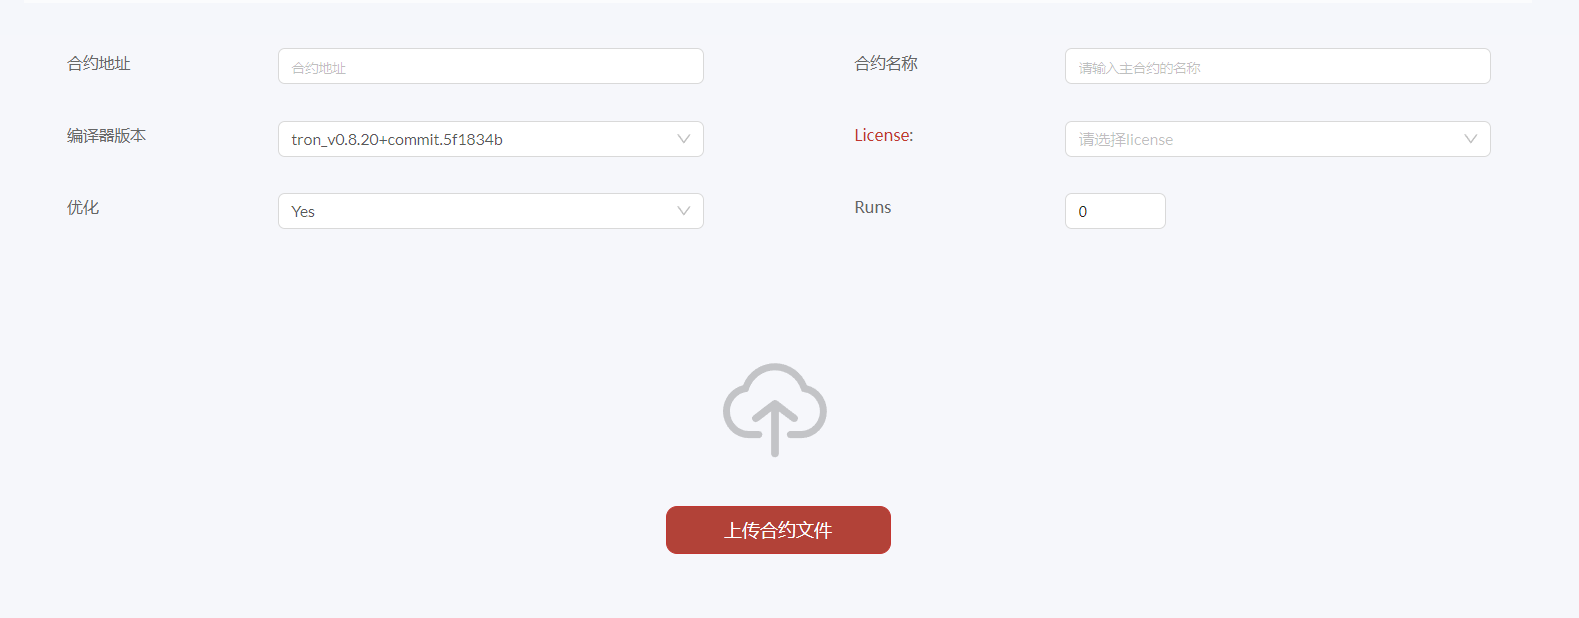 合约地址
合约地址
合约名称
请输入主合约的名称
编译器版本
tron_v0.8.20+commit.5f1834b
License:
请选择license
优化
Yes
Runs
0
上传合约文件